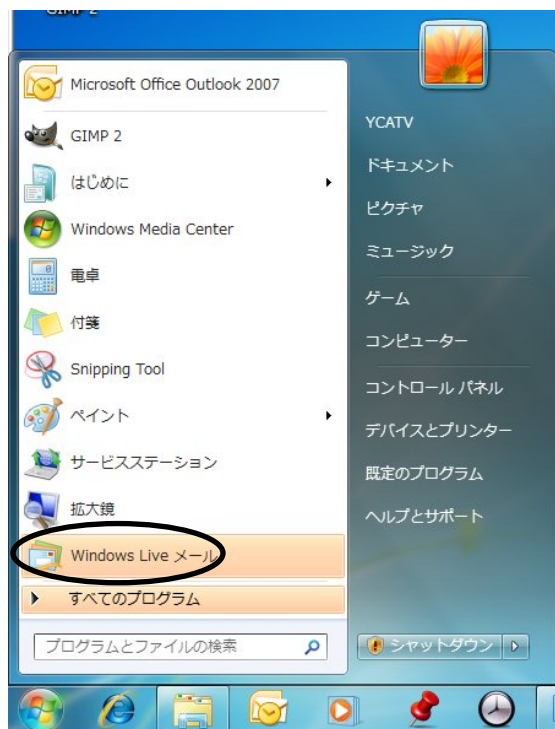 GIMP 2
Microsoft Office Outlook 2007
GIMP 2
はじめに
Windows Media Center
電卓
付箋
Snipping Tool
ペイント
サービスステーション
拡大鏡
Windows Live メール
すべてのプログラム
プログラムとファイルの検索
YCATV
ドキュメント
ピクチャ
ミュージック
ゲーム
コンピューター
コントロール パネル
デバイスとプリンター
既定のプログラム
ヘルプとサポート
シャットダウン